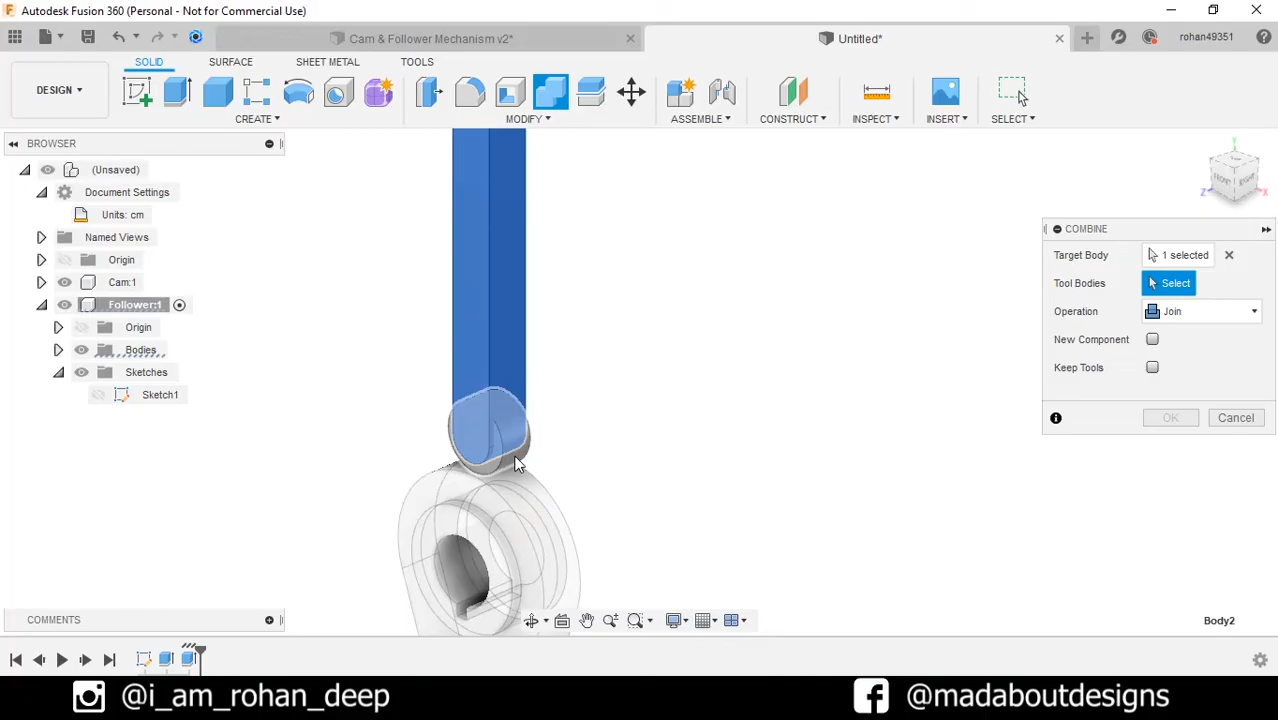 Autodesk Fusion 360 (Personal - Not for Commercial Use)
Cam & Follower Mechanism v2*
Untitled*
rohan49351
SOLID SURFACE SHEET METAL TOOLS
DESIGN
CREATE MODIFY ASSEMBLE CONSTRUCT INSPECT INSERT SELECT
BROWSER
(Unsaved)
Document Settings
Units: cm
Named Views
Origin
Cam:1
Follower:1
Origin
Bodies
Sketches
Sketch1
FRONT RIGHT
Y
Z
X
COMBINE
Target Body 1 selected
Tool Bodies Select
Operation Join
New Component
Keep Tools
OK Cancel
COMMENTS
Body2
@i_am_rohan_deep
@madaboutdesigns